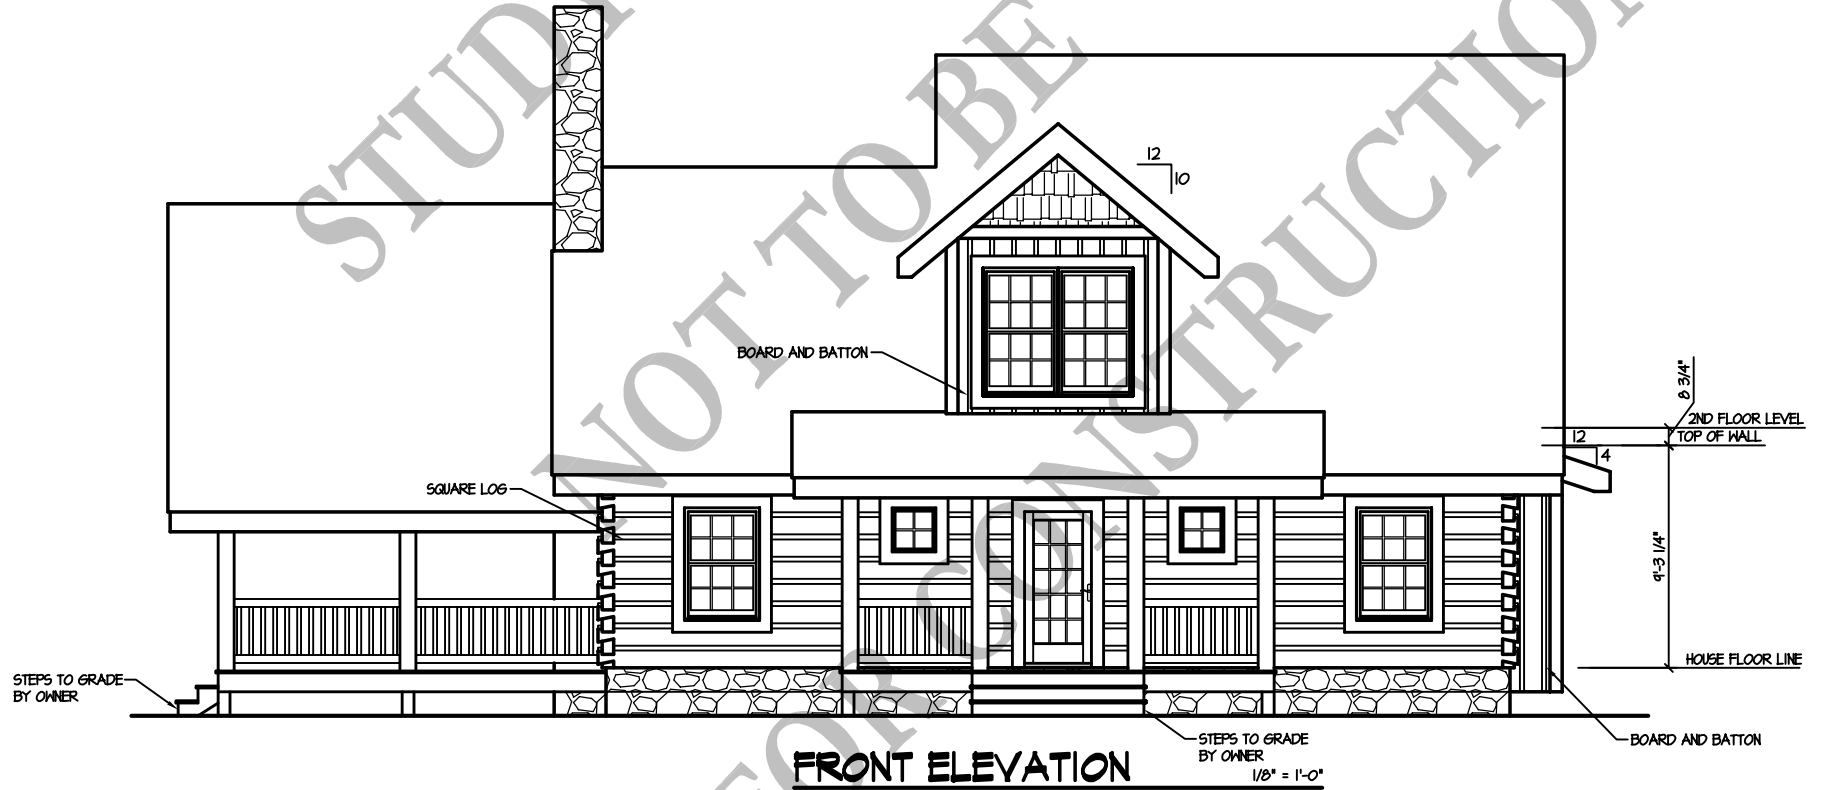 STUD
NOT TO BE
FOR CONSTRUCTION
12
10
BOARD AND BATTON
8 3/4"
2ND FLOOR LEVEL
12
TOP OF WALL
4
SQUARE LOG
9'-3 1/4"
HOUSE FLOOR LINE
STEPS TO GRADE
BY OWNER
STEPS TO GRADE
BY OWNER
BOARD AND BATTON
FRONT ELEVATION
1/8" = 1'-0"